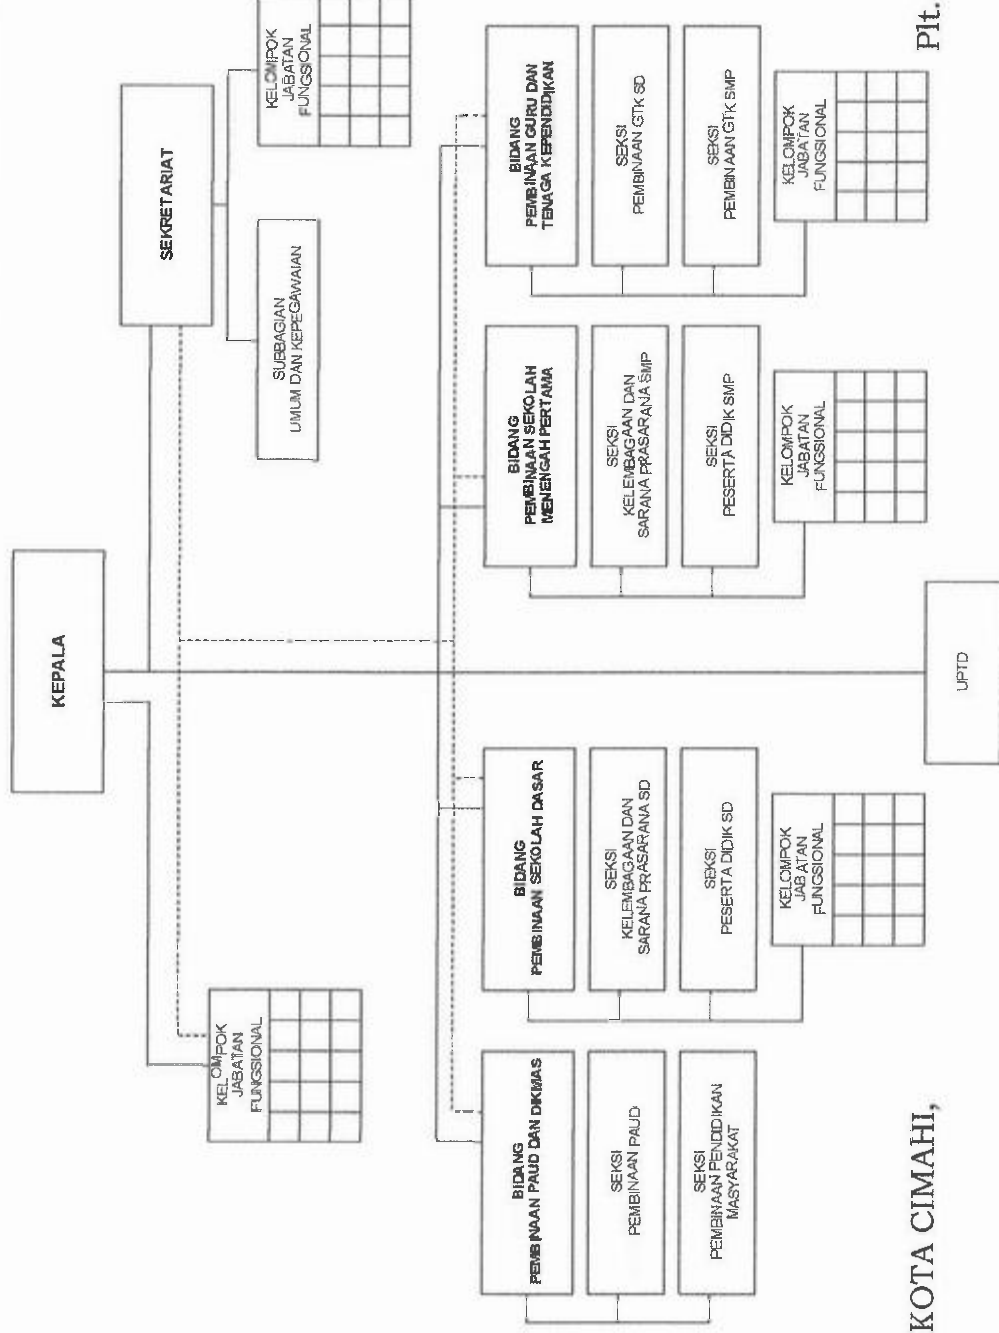 KEPALA
SEKRETARIAT
KELOMPOK
JABATAN
FUNGSIONAL
SUBBAGIAN
UMUM DAN KEPEGAWAIAN
KELOMPOK
JABATAN
FUNGSIONAL
BIDANG
PEMBINAAN PAUD DAN DIKMAS
SEKSI
PEMBINAAN PAUD
SEKSI
PEMBINAAN PENDIDIKAN
MASYARAKAT
BIDANG
PEMBINAAN SEKOLAH DASAR
SEKSI
KELEMBAGAAN DAN
SARANA PRASARANA SD
SEKSI
PESERTA DIDIK SD
KELOMPOK
JABATAN
FUNGSIONAL
BIDANG
PEMBINAAN SEKOLAH
MENENGAH PERTAMA
SEKSI
KELEMBAGAAN DAN
SARANA PRASARANA SMP
SEKSI
PESERTA DIDIK SMP
KELOMPOK
JABATAN
FUNGSIONAL
BIDANG
PEMBINAAN GURU DAN
TENAGA KEPENDIDIKAN
SEKSI
PEMBINAAN GTK SD
SEKSI
PEMBINAAN GTK SMP
KELOMPOK
JABATAN
FUNGSIONAL
UPTD
KOTA CIMAHI,
Plt.